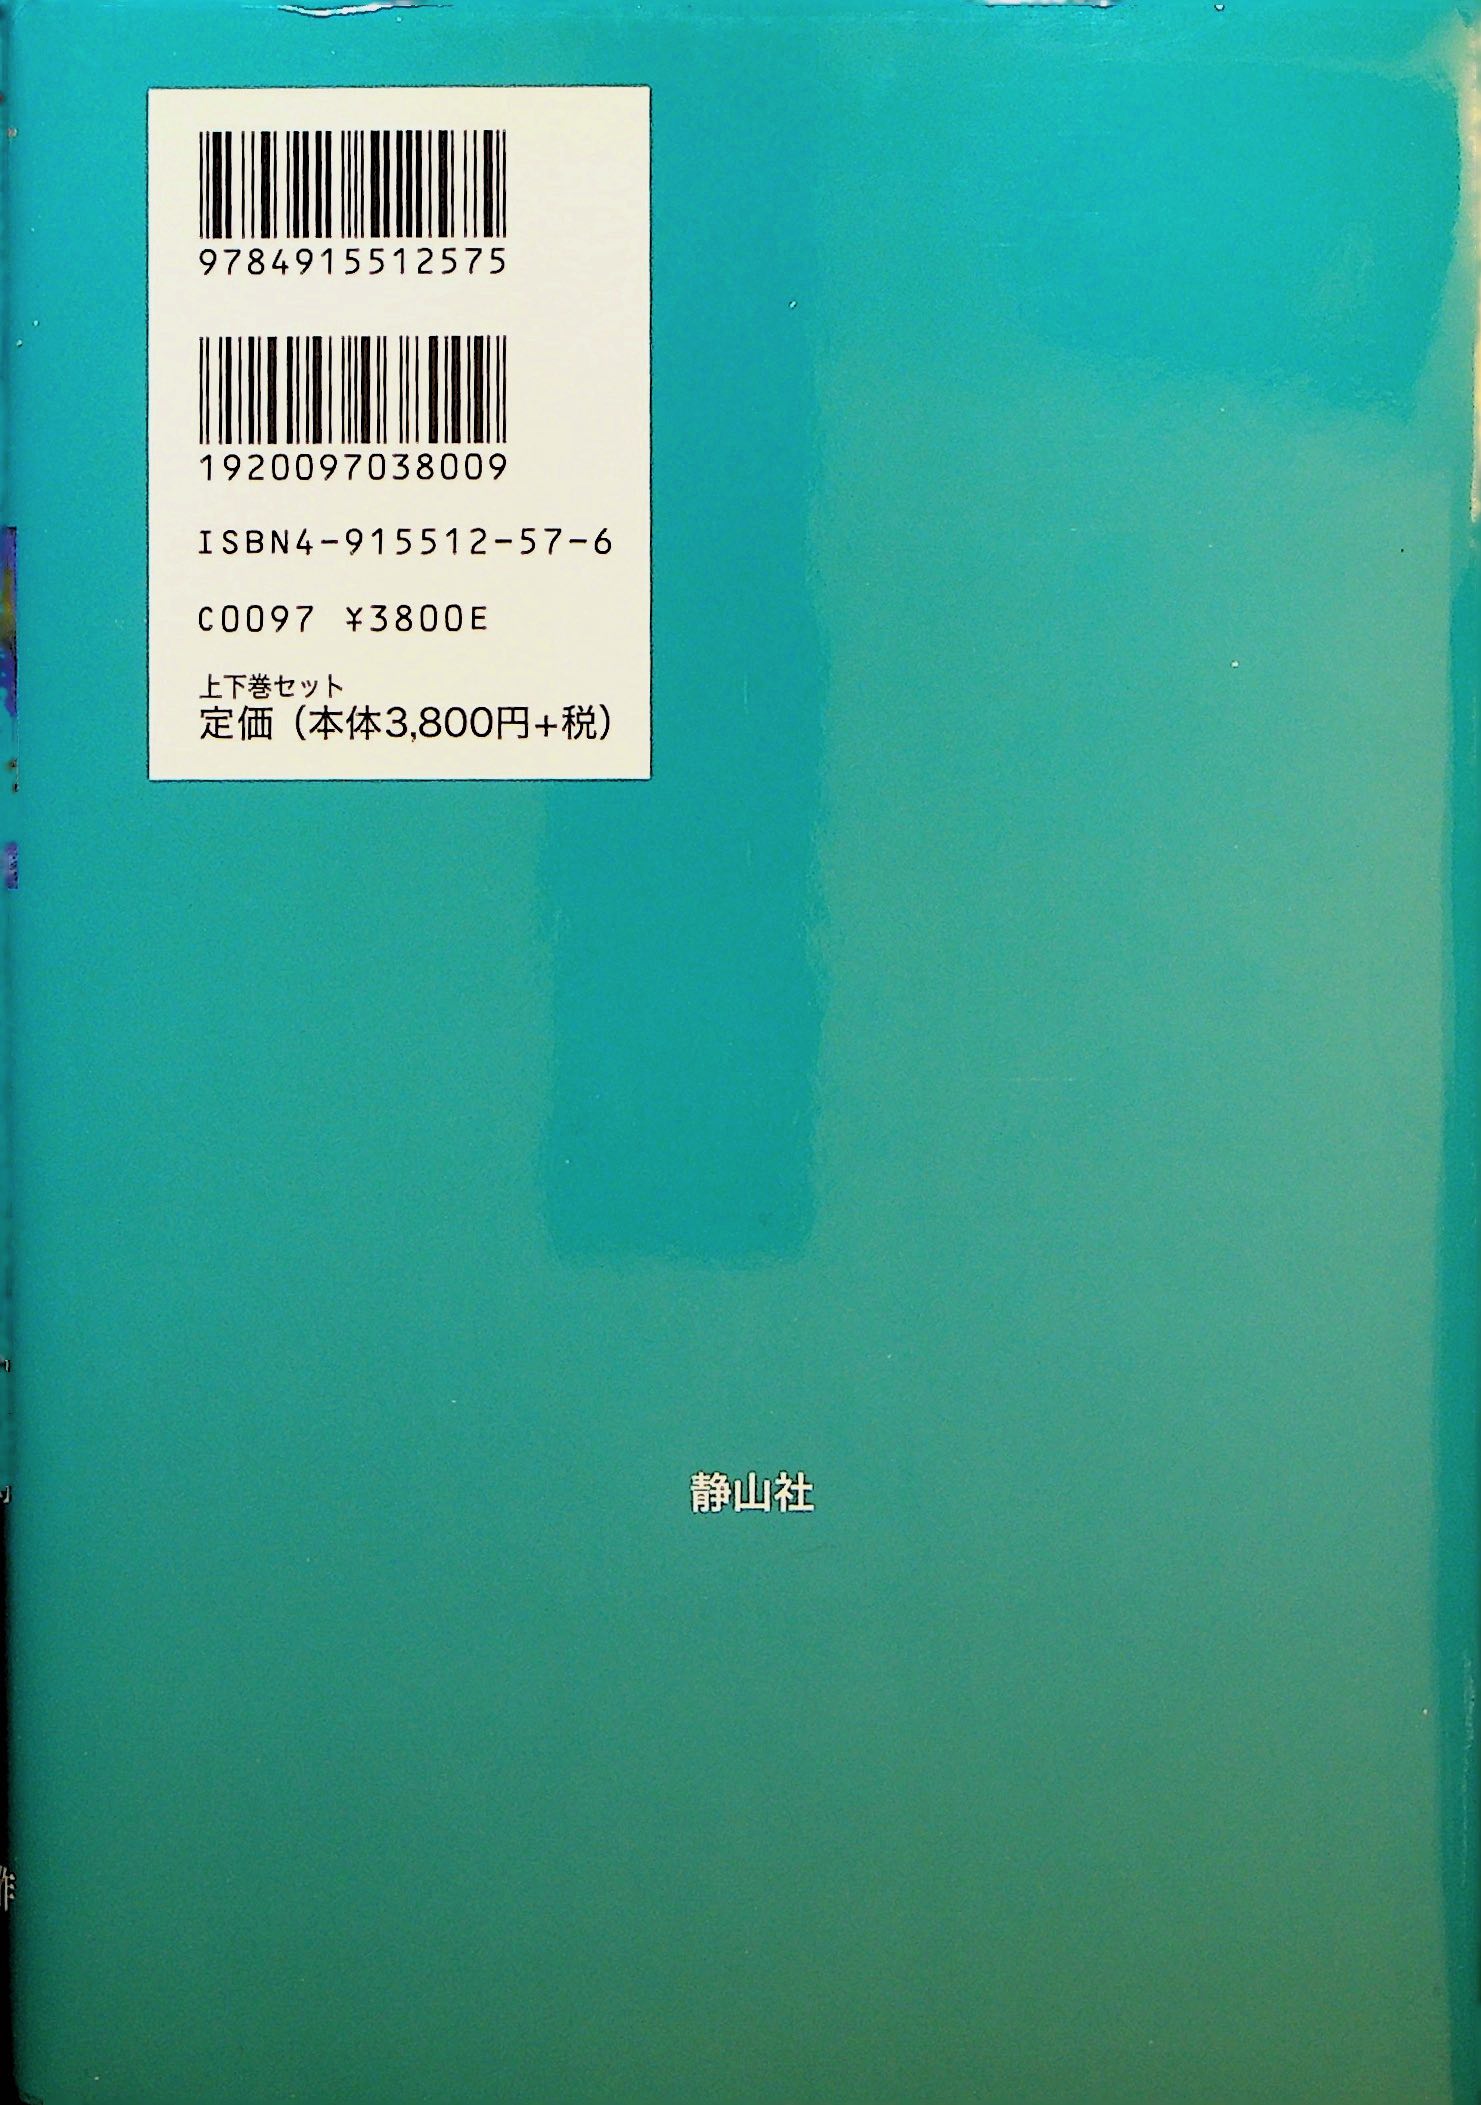 9784915512575
1920097038009
ISBN4-915512-57-6
C0097 ¥3800E
上下巻セット
定価（本体3,800円+税）
静山社
作